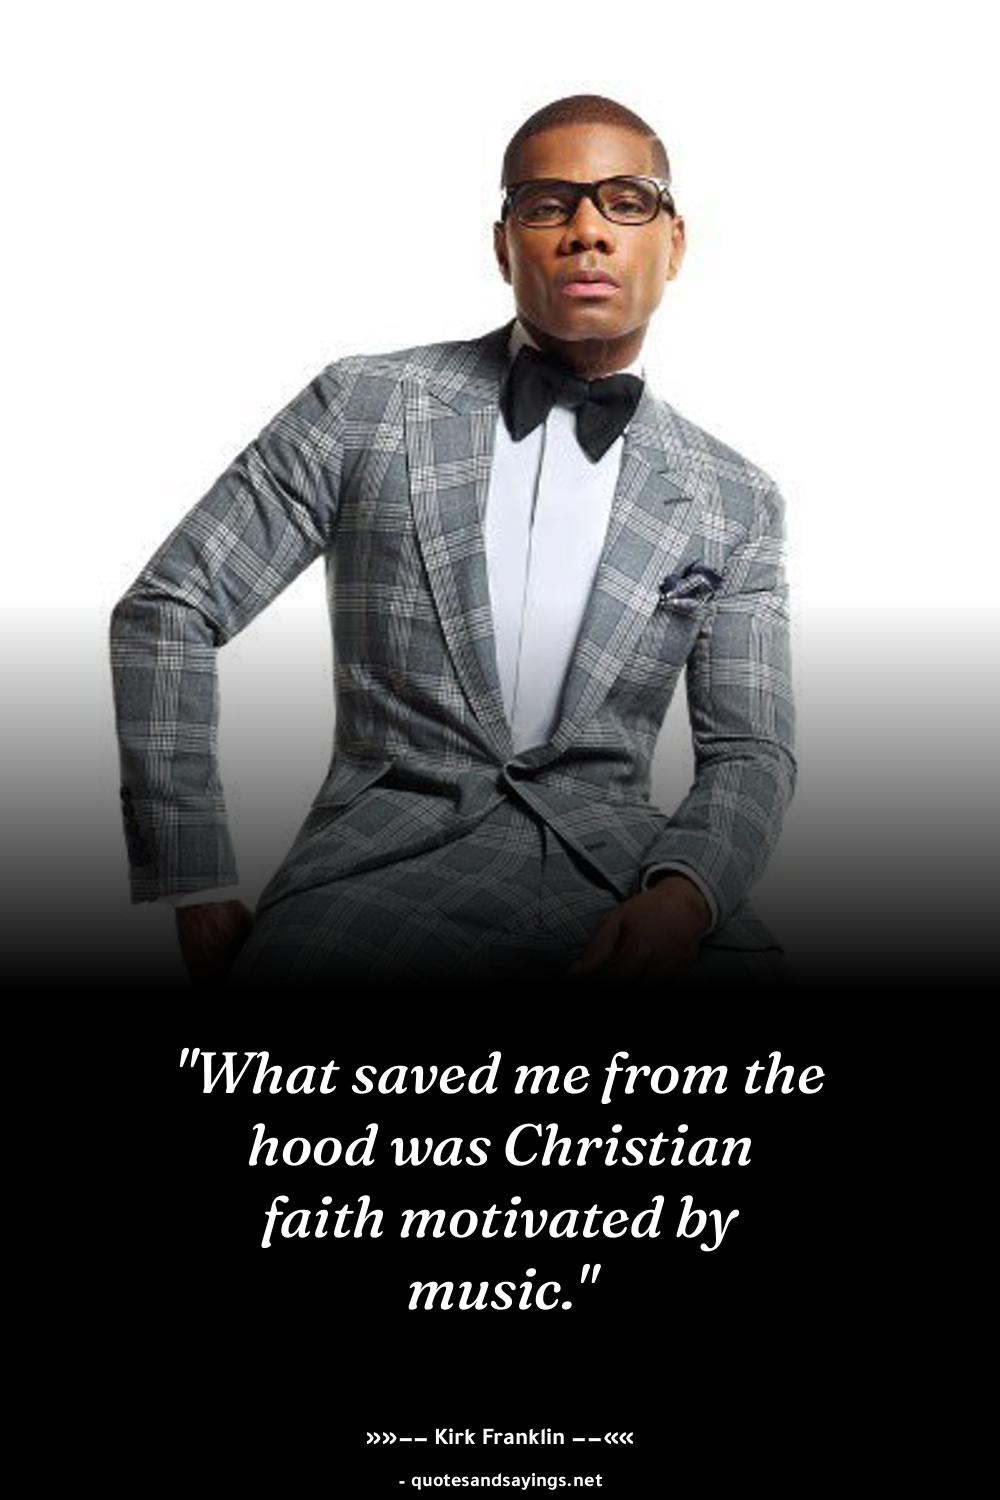 "What saved me from the
hood was Christian
faith motivated by
music."
»»–– Kirk Franklin ––««
- quotesandsayings.net